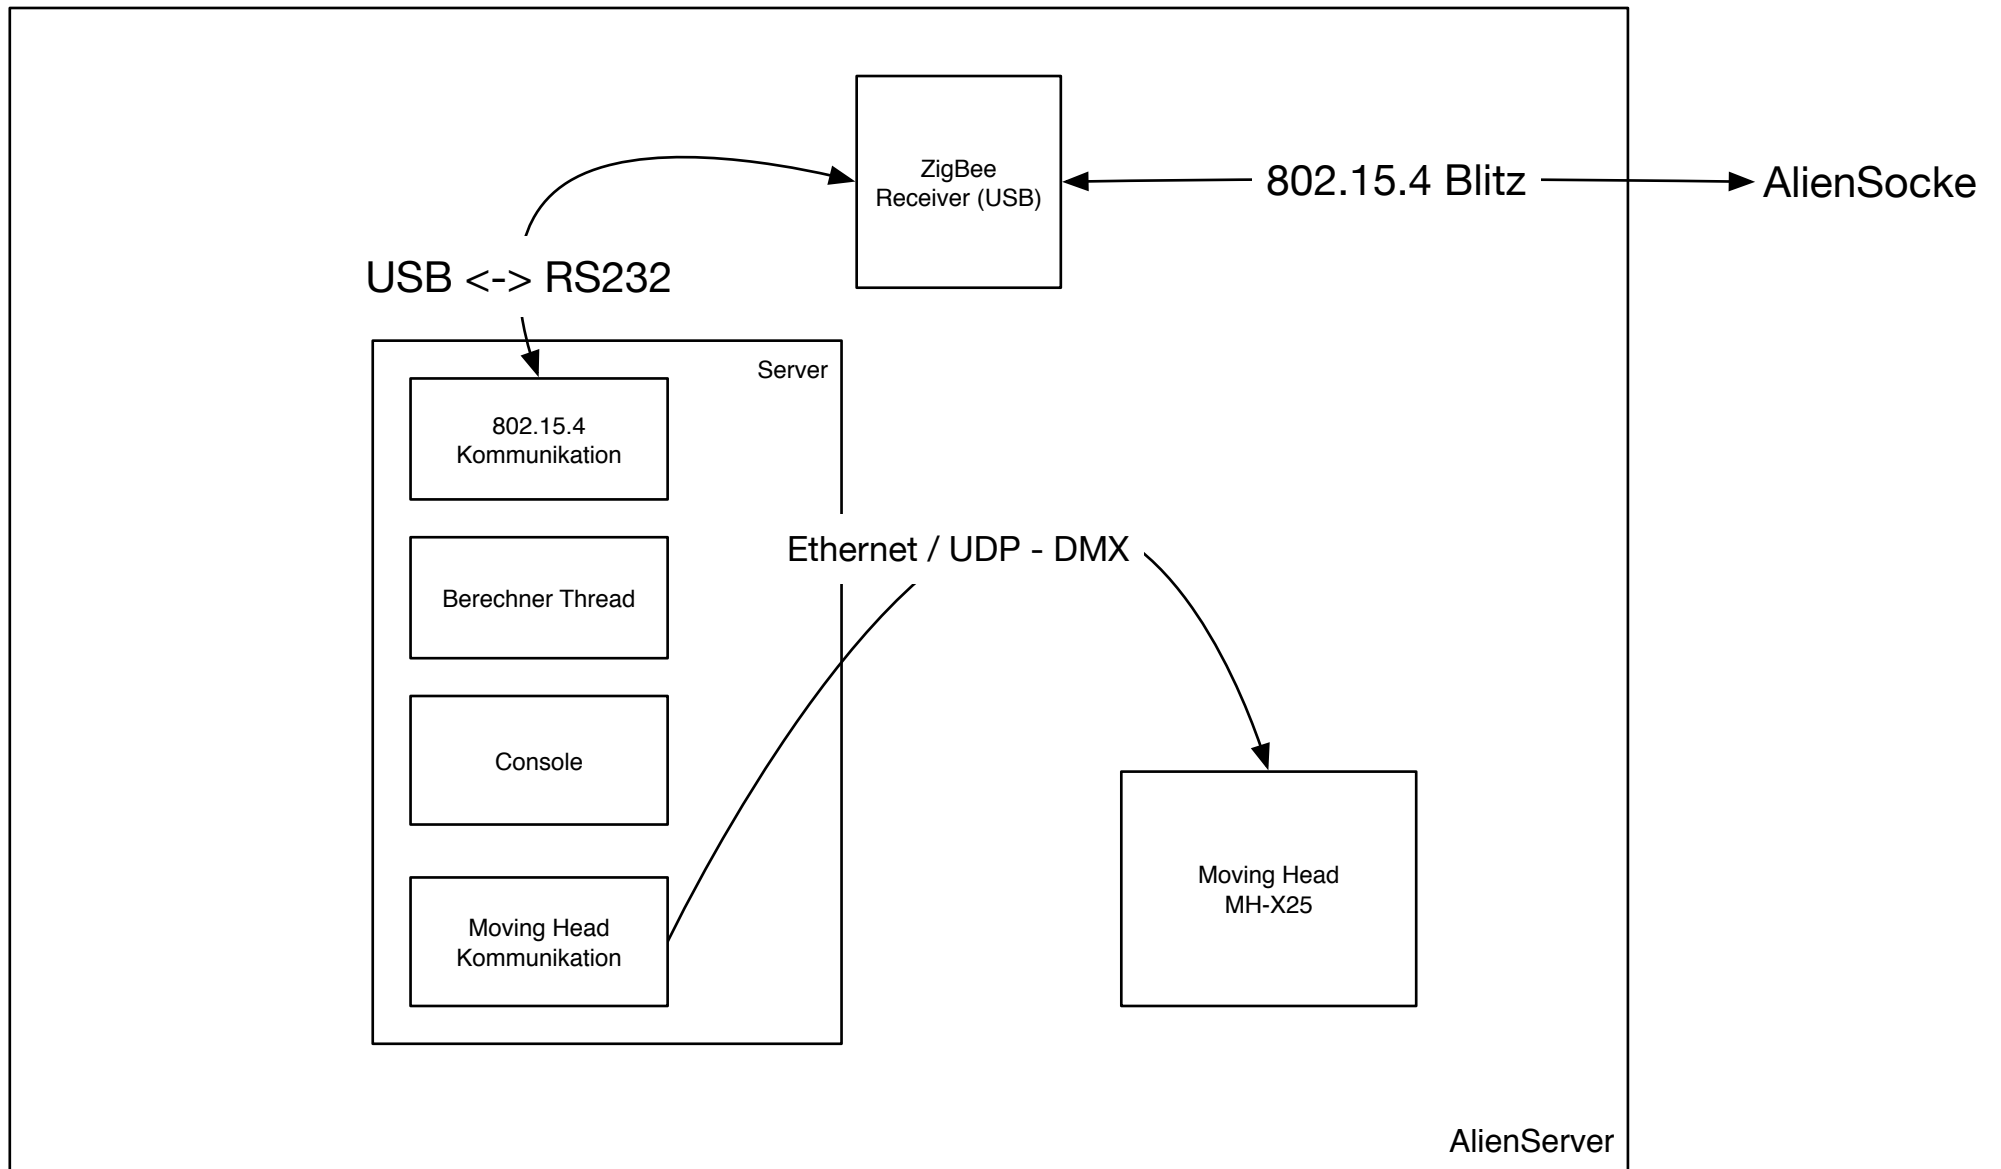 ZigBee
Receiver (USB)
802.15.4 Blitz
AlienSocke
USB <-> RS232
Server
802.15.4
Kommunikation
Ethernet / UDP - DMX
Berechner Thread
Console
Moving Head
MH-X25
Moving Head
Kommunikation
AlienServer